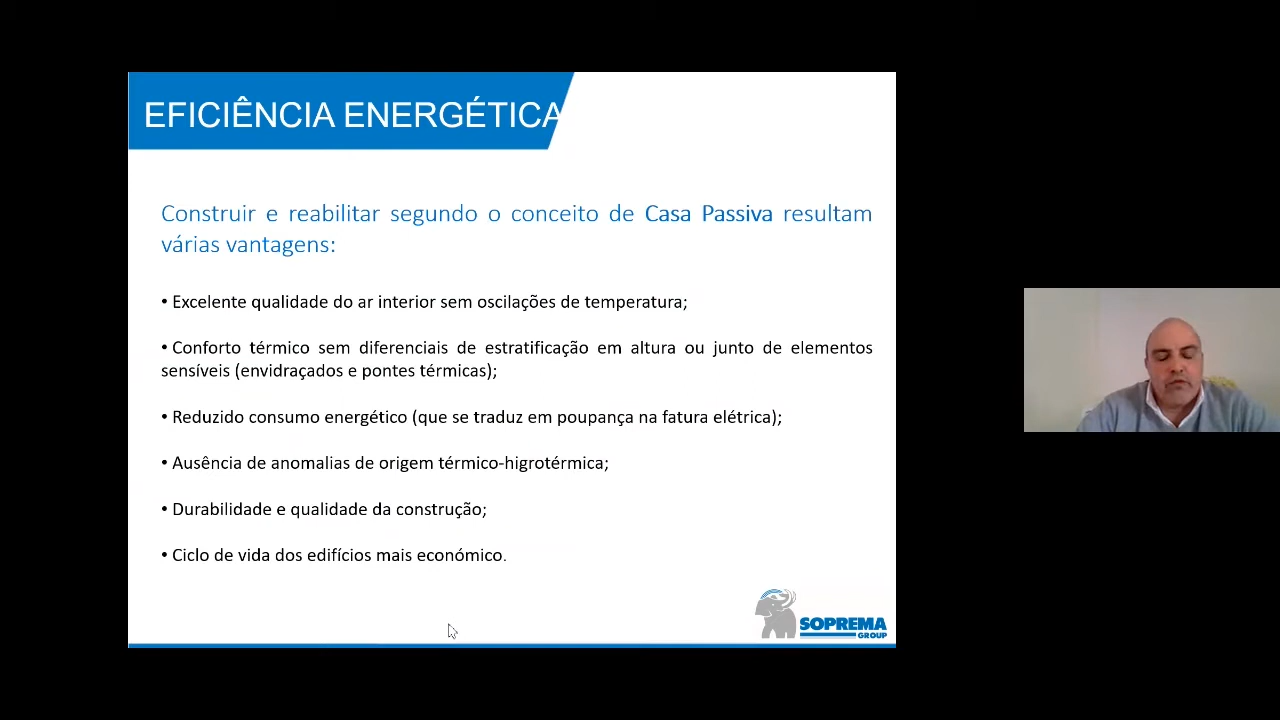 EFICIÊNCIA ENERGÉTICA
Construir e reabilitar segundo o conceito de Casa Passiva resultam
várias vantagens:
• Excelente qualidade do ar interior sem oscilações de temperatura;
• Conforto térmico sem diferenciais de estratificação em altura ou junto de elementos
sensíveis (envidraçados e pontes térmicas);
• Reduzido consumo energético (que se traduz em poupança na fatura elétrica);
• Ausência de anomalias de origem térmico-higrotérmica;
• Durabilidade e qualidade da construção;
• Ciclo de vida dos edifícios mais económico.
SOPREMA
GROUP